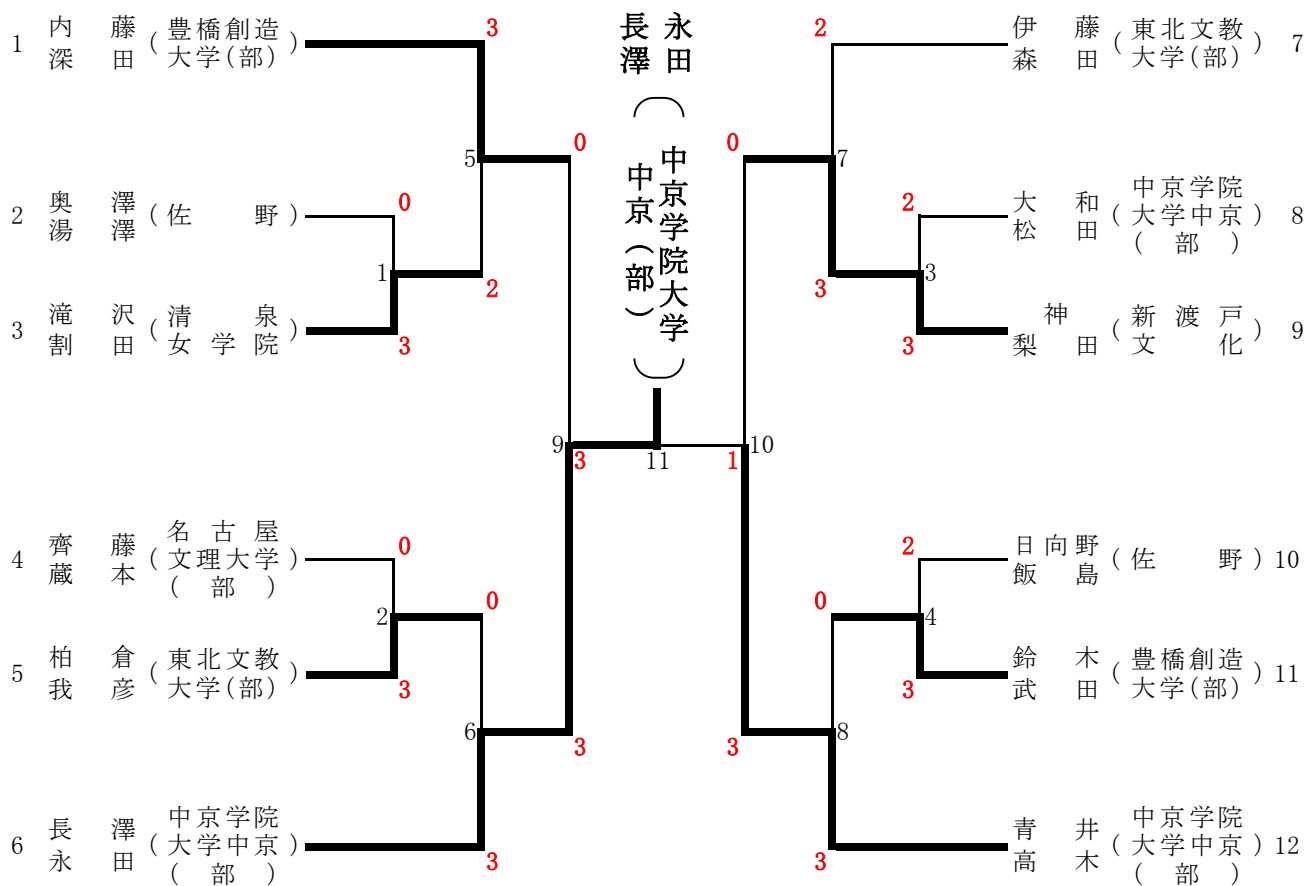 1 内藤 (豊橋創造
深田 大学(部))
3
2 奥澤 (佐野)
湯澤
0
1
3 滝沢 (清泉
割田 女学院)
3
5
2
0
4 齊藤 (名古屋
蔵本 文理大学
(部))
0
2
5 柏倉 (東北文教
我彦 大学(部))
3
0
6
6 長澤 (中京学院
永田 大学中京
(部))
3
3
9
3
長澤
永田
(中京学院大学
中京(部))
11
1
10
2
伊藤 (東北文教
森田 大学(部)) 7
0
7
2
大和 (中京学院
松田 大学中京
(部)) 8
3
3
神田 (新渡戸
梨田 文化) 9
3
2
日向野 (佐野) 10
飯島
0
4
鈴木 (豊橋創造
武田 大学(部)) 11
3
8
3
青井 (中京学院
高木 大学中京
(部)) 12
3